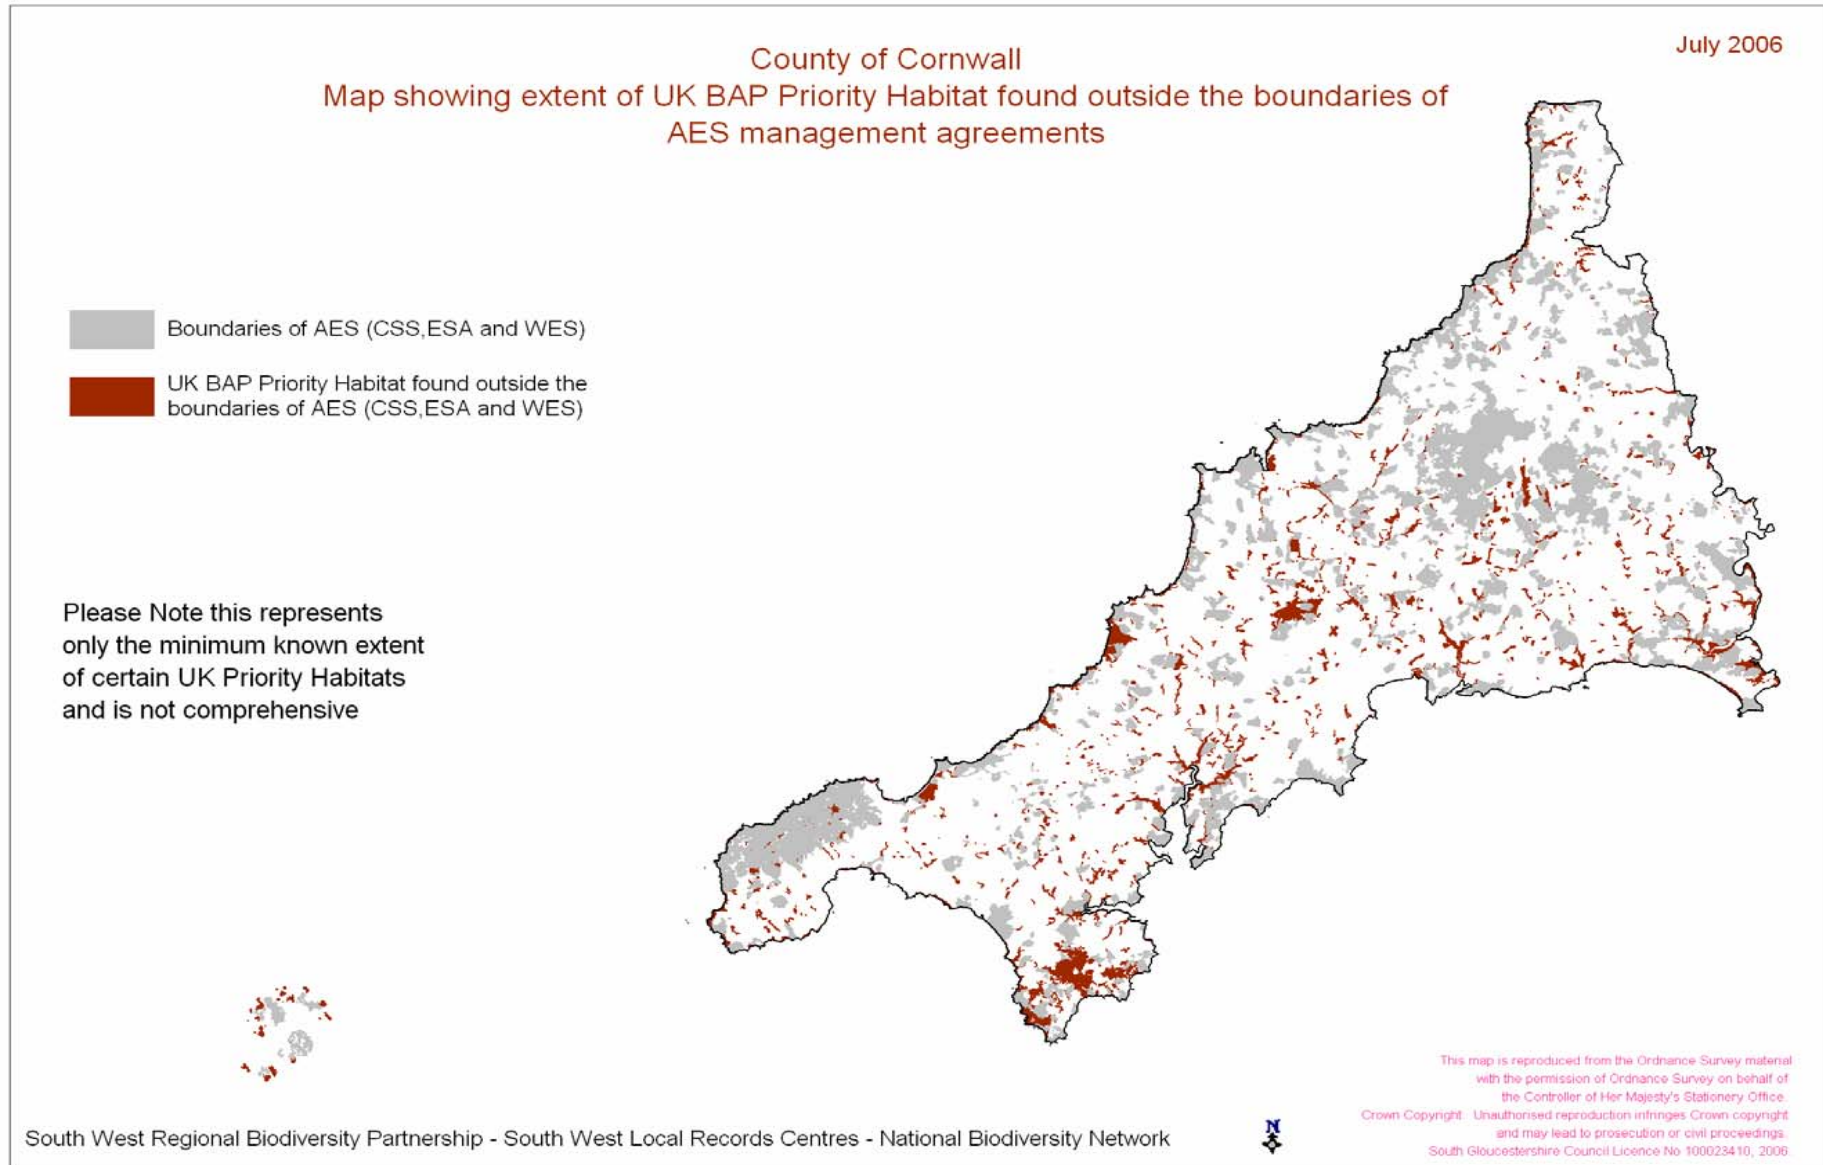 July 2006
County of Cornwall
Map showing extent of UK BAP Priority Habitat found outside the boundaries of
AES management agreements
Boundaries of AES (CSS,ESA and WES)
UK BAP Priority Habitat found outside the
boundaries of AES (CSS,ESA and WES)
Please Note this represents
only the minimum known extent
of certain UK Priority Habitats
and is not comprehensive
This map is reproduced from the Ordnance Survey material
with the permission of Ordnance Survey on behalf of
the Controller of Her Majesty's Stationery Office.
Crown Copyright. Unauthorised reproduction infringes Crown copyright
and may lead to prosecution or civil proceedings.
South Gloucestershire Council Licence No 100023410, 2006.
N
South West Regional Biodiversity Partnership - South West Local Records Centres - National Biodiversity Network